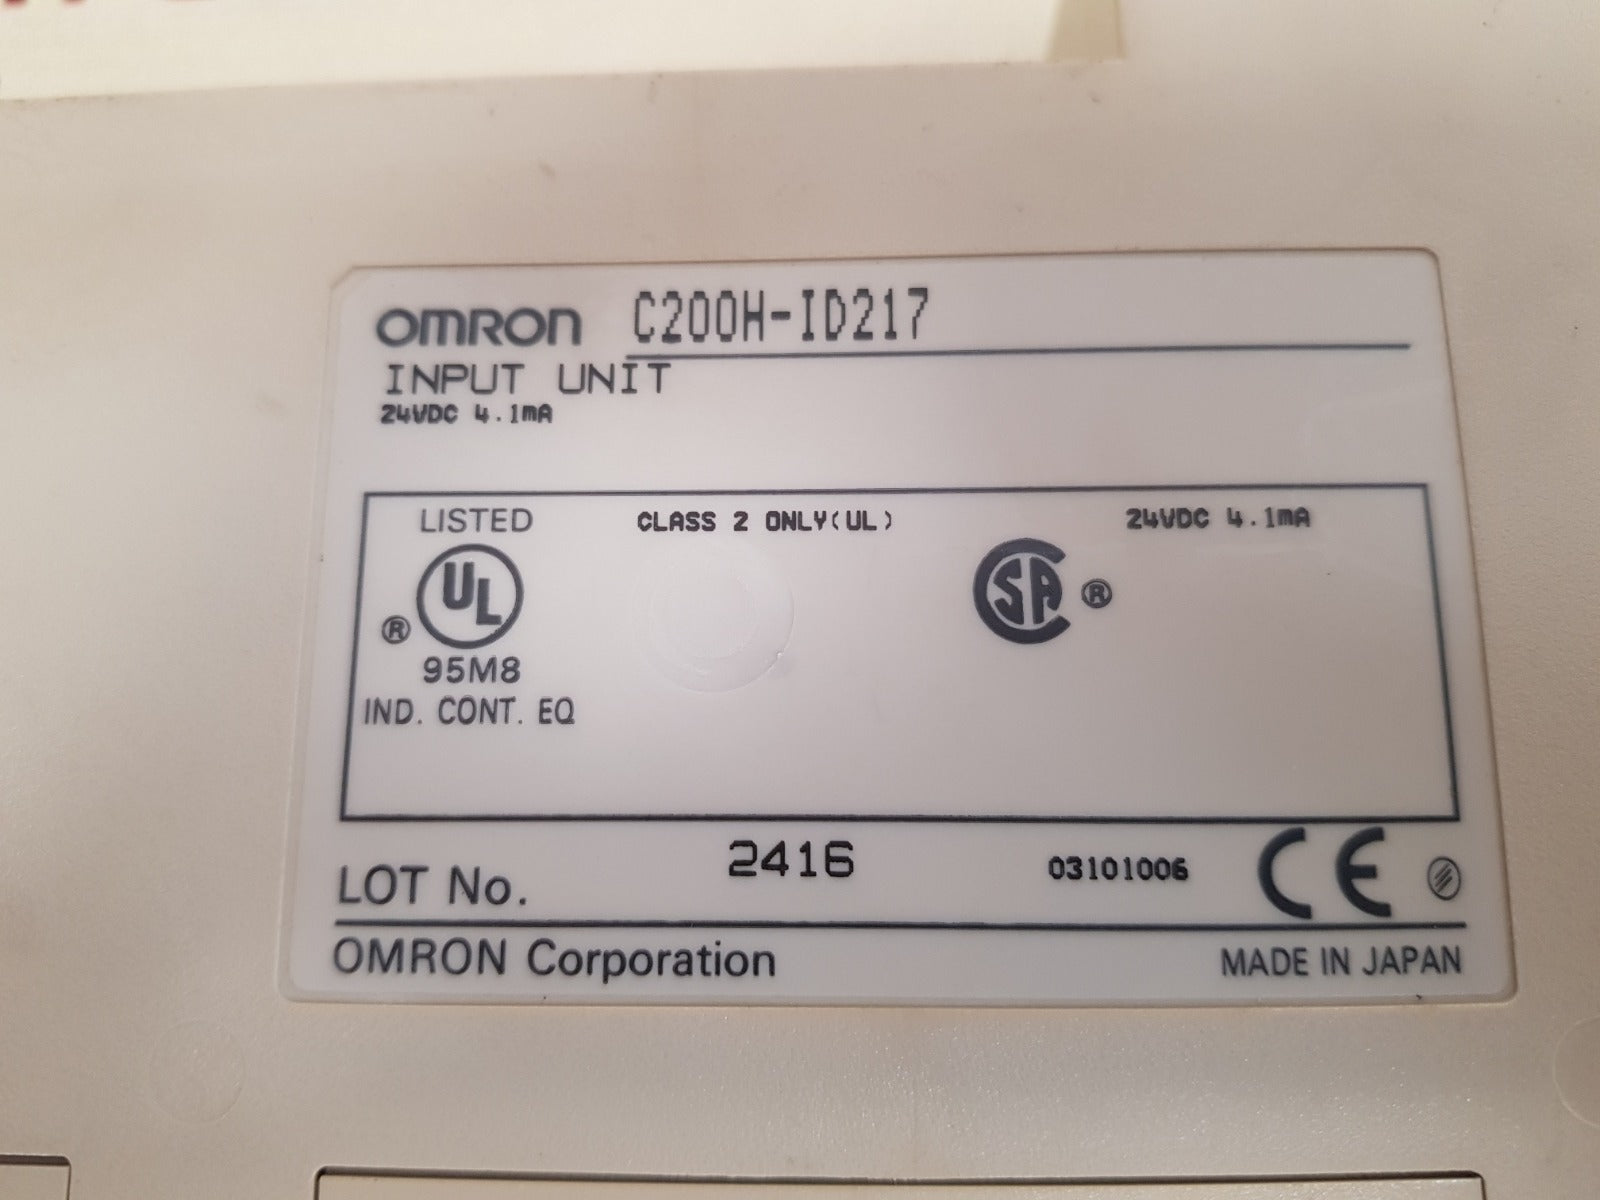 OMRON C200H-ID217
INPUT UNIT
24VDC 4.1mA
LISTED
CLASS 2 ONLY(UL)
24VDC 4.1mA
UL
®
95M8
IND. CONT. EQ
CSA ®
LOT No. 2416 03101006 CE
OMRON Corporation MADE IN JAPAN